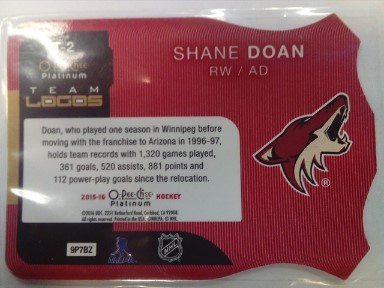 SHANE DOAN
RW / AD
O-Pee-Chee
Platinum
TEAM
LOGOS
Doan, who played one season in Winnipeg before
moving with the franchise to Arizona in 1996-97,
holds team records with 1,320 games played,
361 goals, 520 assists, 881 points and
112 power-play goals since the relocation.
2015-16 O-Pee-Chee HOCKEY
Platinum
9P7BZ
NHLPA
NHL
®